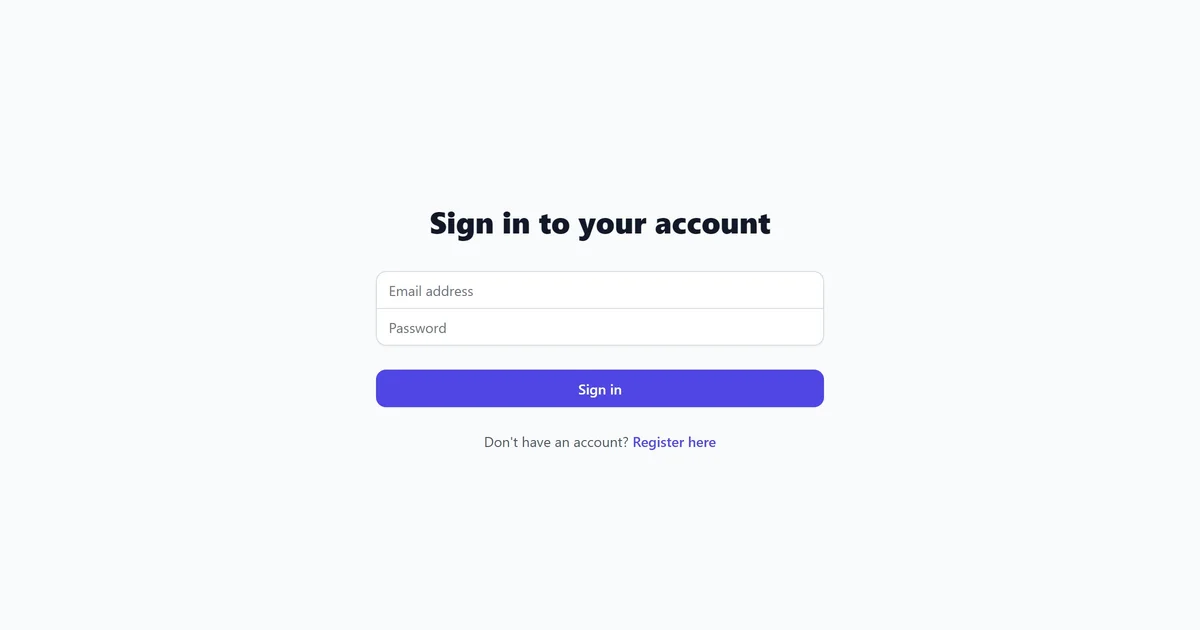 Sign in to your account
Email address
Password
Sign in
Don't have an account? Register here